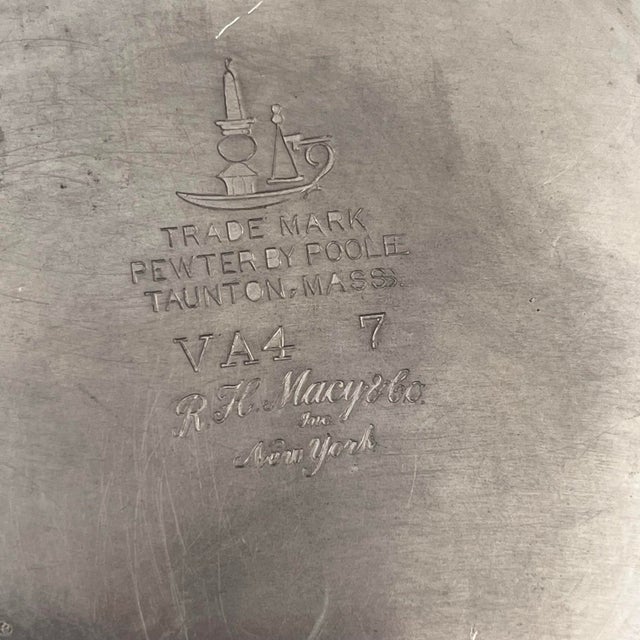 TRADE MARK
PEWTER BY POOLE
TAUNTON, MASS.
VA4 7
R. H. Macy & Co
Inc.
New York